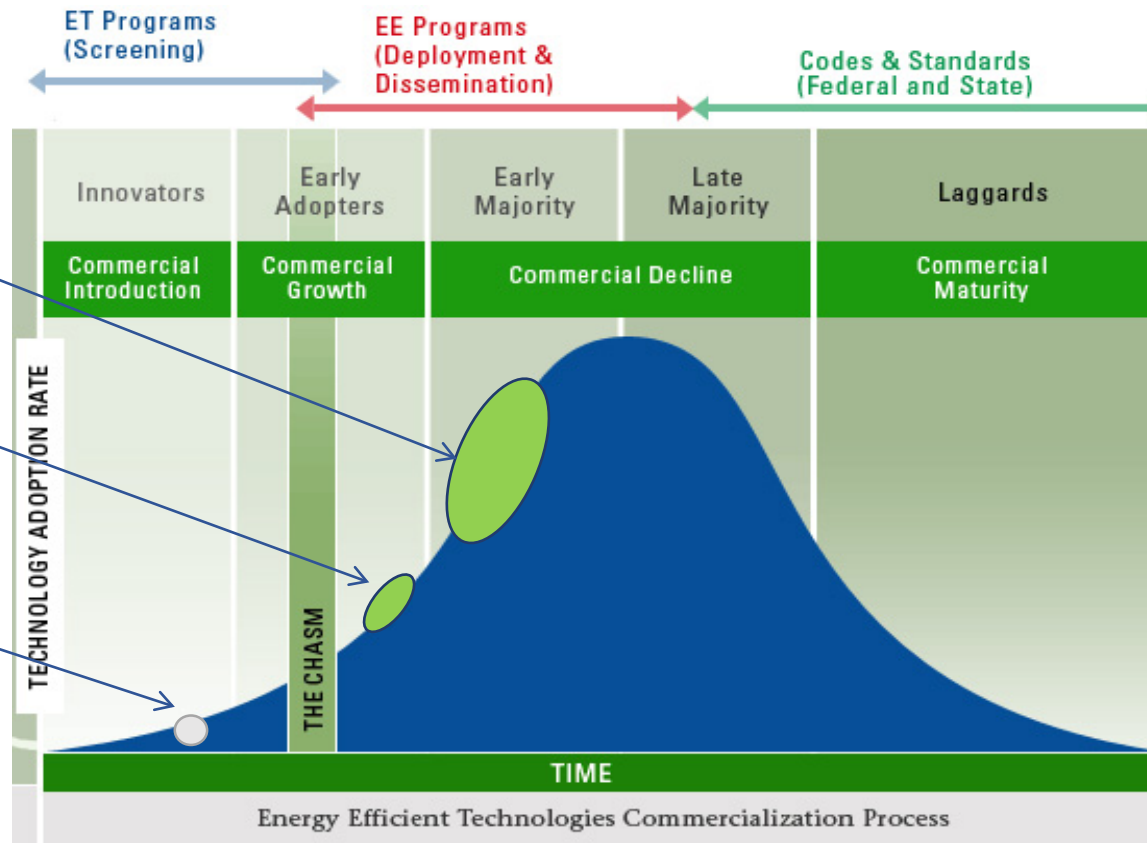 ET Programs
(Screening)
EE Programs
(Deployment &
Dissemination)
Codes & Standards
(Federal and State)
Innovators
Early
Adopters
Early
Majority
Late
Majority
Laggards
Commercial
Introduction
Commercial
Growth
Commercial Decline
Commercial
Maturity
TECHNOLOGY ADOPTION RATE
THE CHASM
TIME
Energy Efficient Technologies Commercialization Process